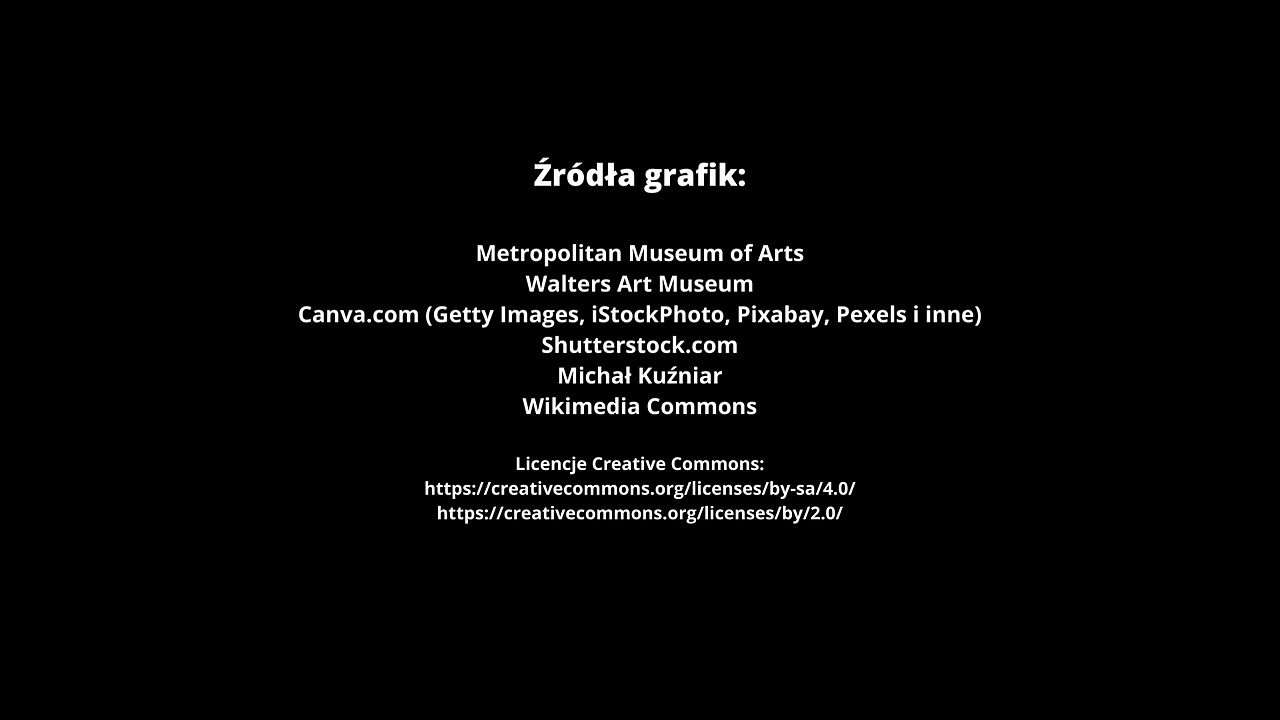 Źródła grafik:
Metropolitan Museum of Arts
Walters Art Museum
Canva.com (Getty Images, iStockPhoto, Pixabay, Pexels i inne)
Shutterstock.com
Michał Kuźniar
Wikimedia Commons
Licencje Creative Commons:
https://creativecommons.org/licenses/by-sa/4.0/
https://creativecommons.org/licenses/by/2.0/